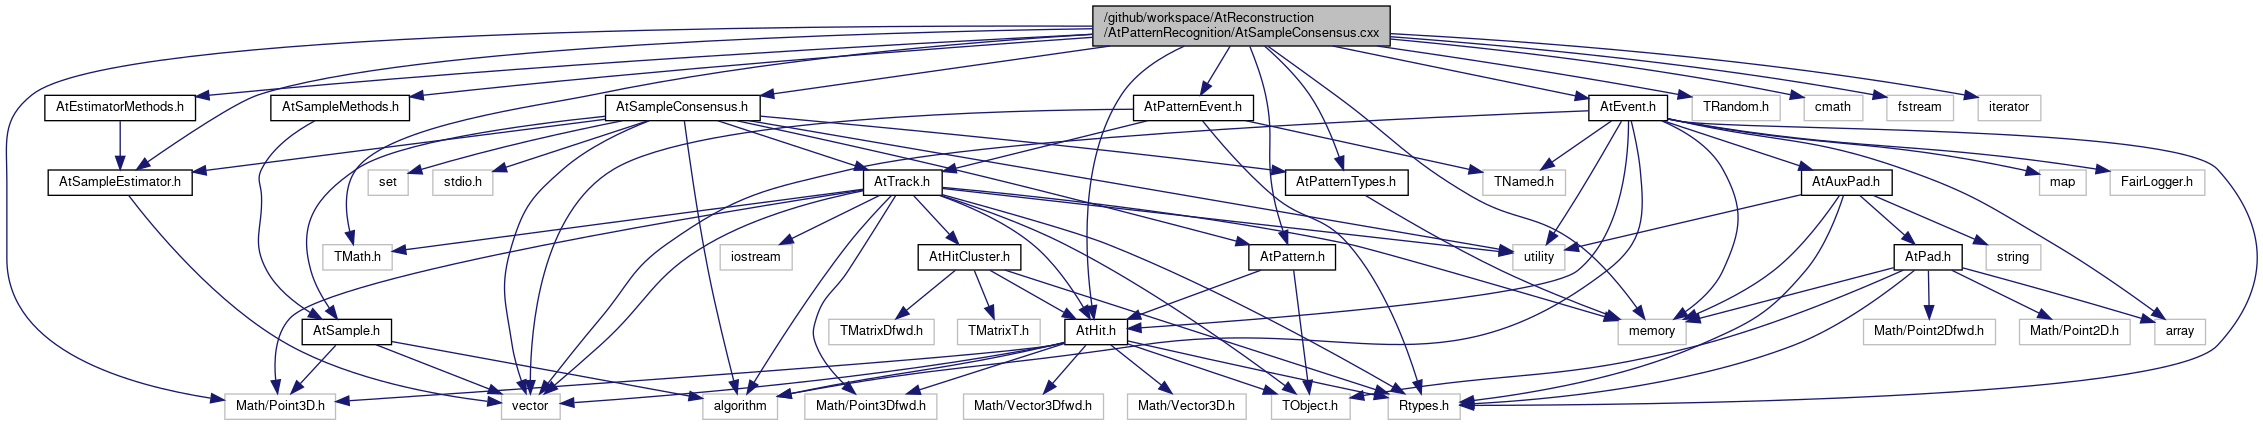 /github/workspace/AtReconstruction
/AtPatternRecognition/AtSampleConsensus.cxx
AtEstimatorMethods.h
AtSampleMethods.h
AtSampleConsensus.h
AtPatternEvent.h
AtEvent.h
TRandom.h
cmath
fstream
iterator
AtSampleEstimator.h
set
stdio.h
AtTrack.h
AtPatternTypes.h
TNamed.h
AtAuxPad.h
map
FairLogger.h
TMath.h
iostream
AtHitCluster.h
AtPattern.h
utility
AtPad.h
string
AtSample.h
TMatrixDfwd.h
TMatrixT.h
AtHit.h
memory
Math/Point2Dfwd.h
Math/Point2D.h
array
Math/Point3D.h
vector
algorithm
Math/Point3Dfwd.h
Math/Vector3Dfwd.h
Math/Vector3D.h
TObject.h
Rtypes.h